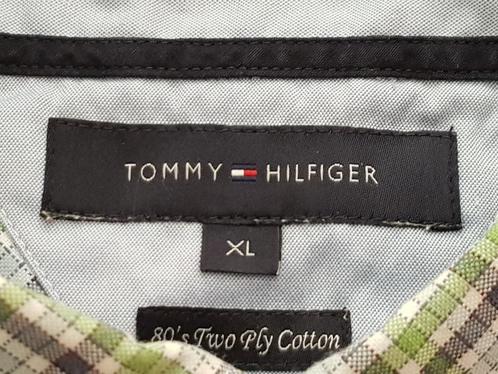 TOMMY HILFIGER
XL
80's Two Ply Cotton